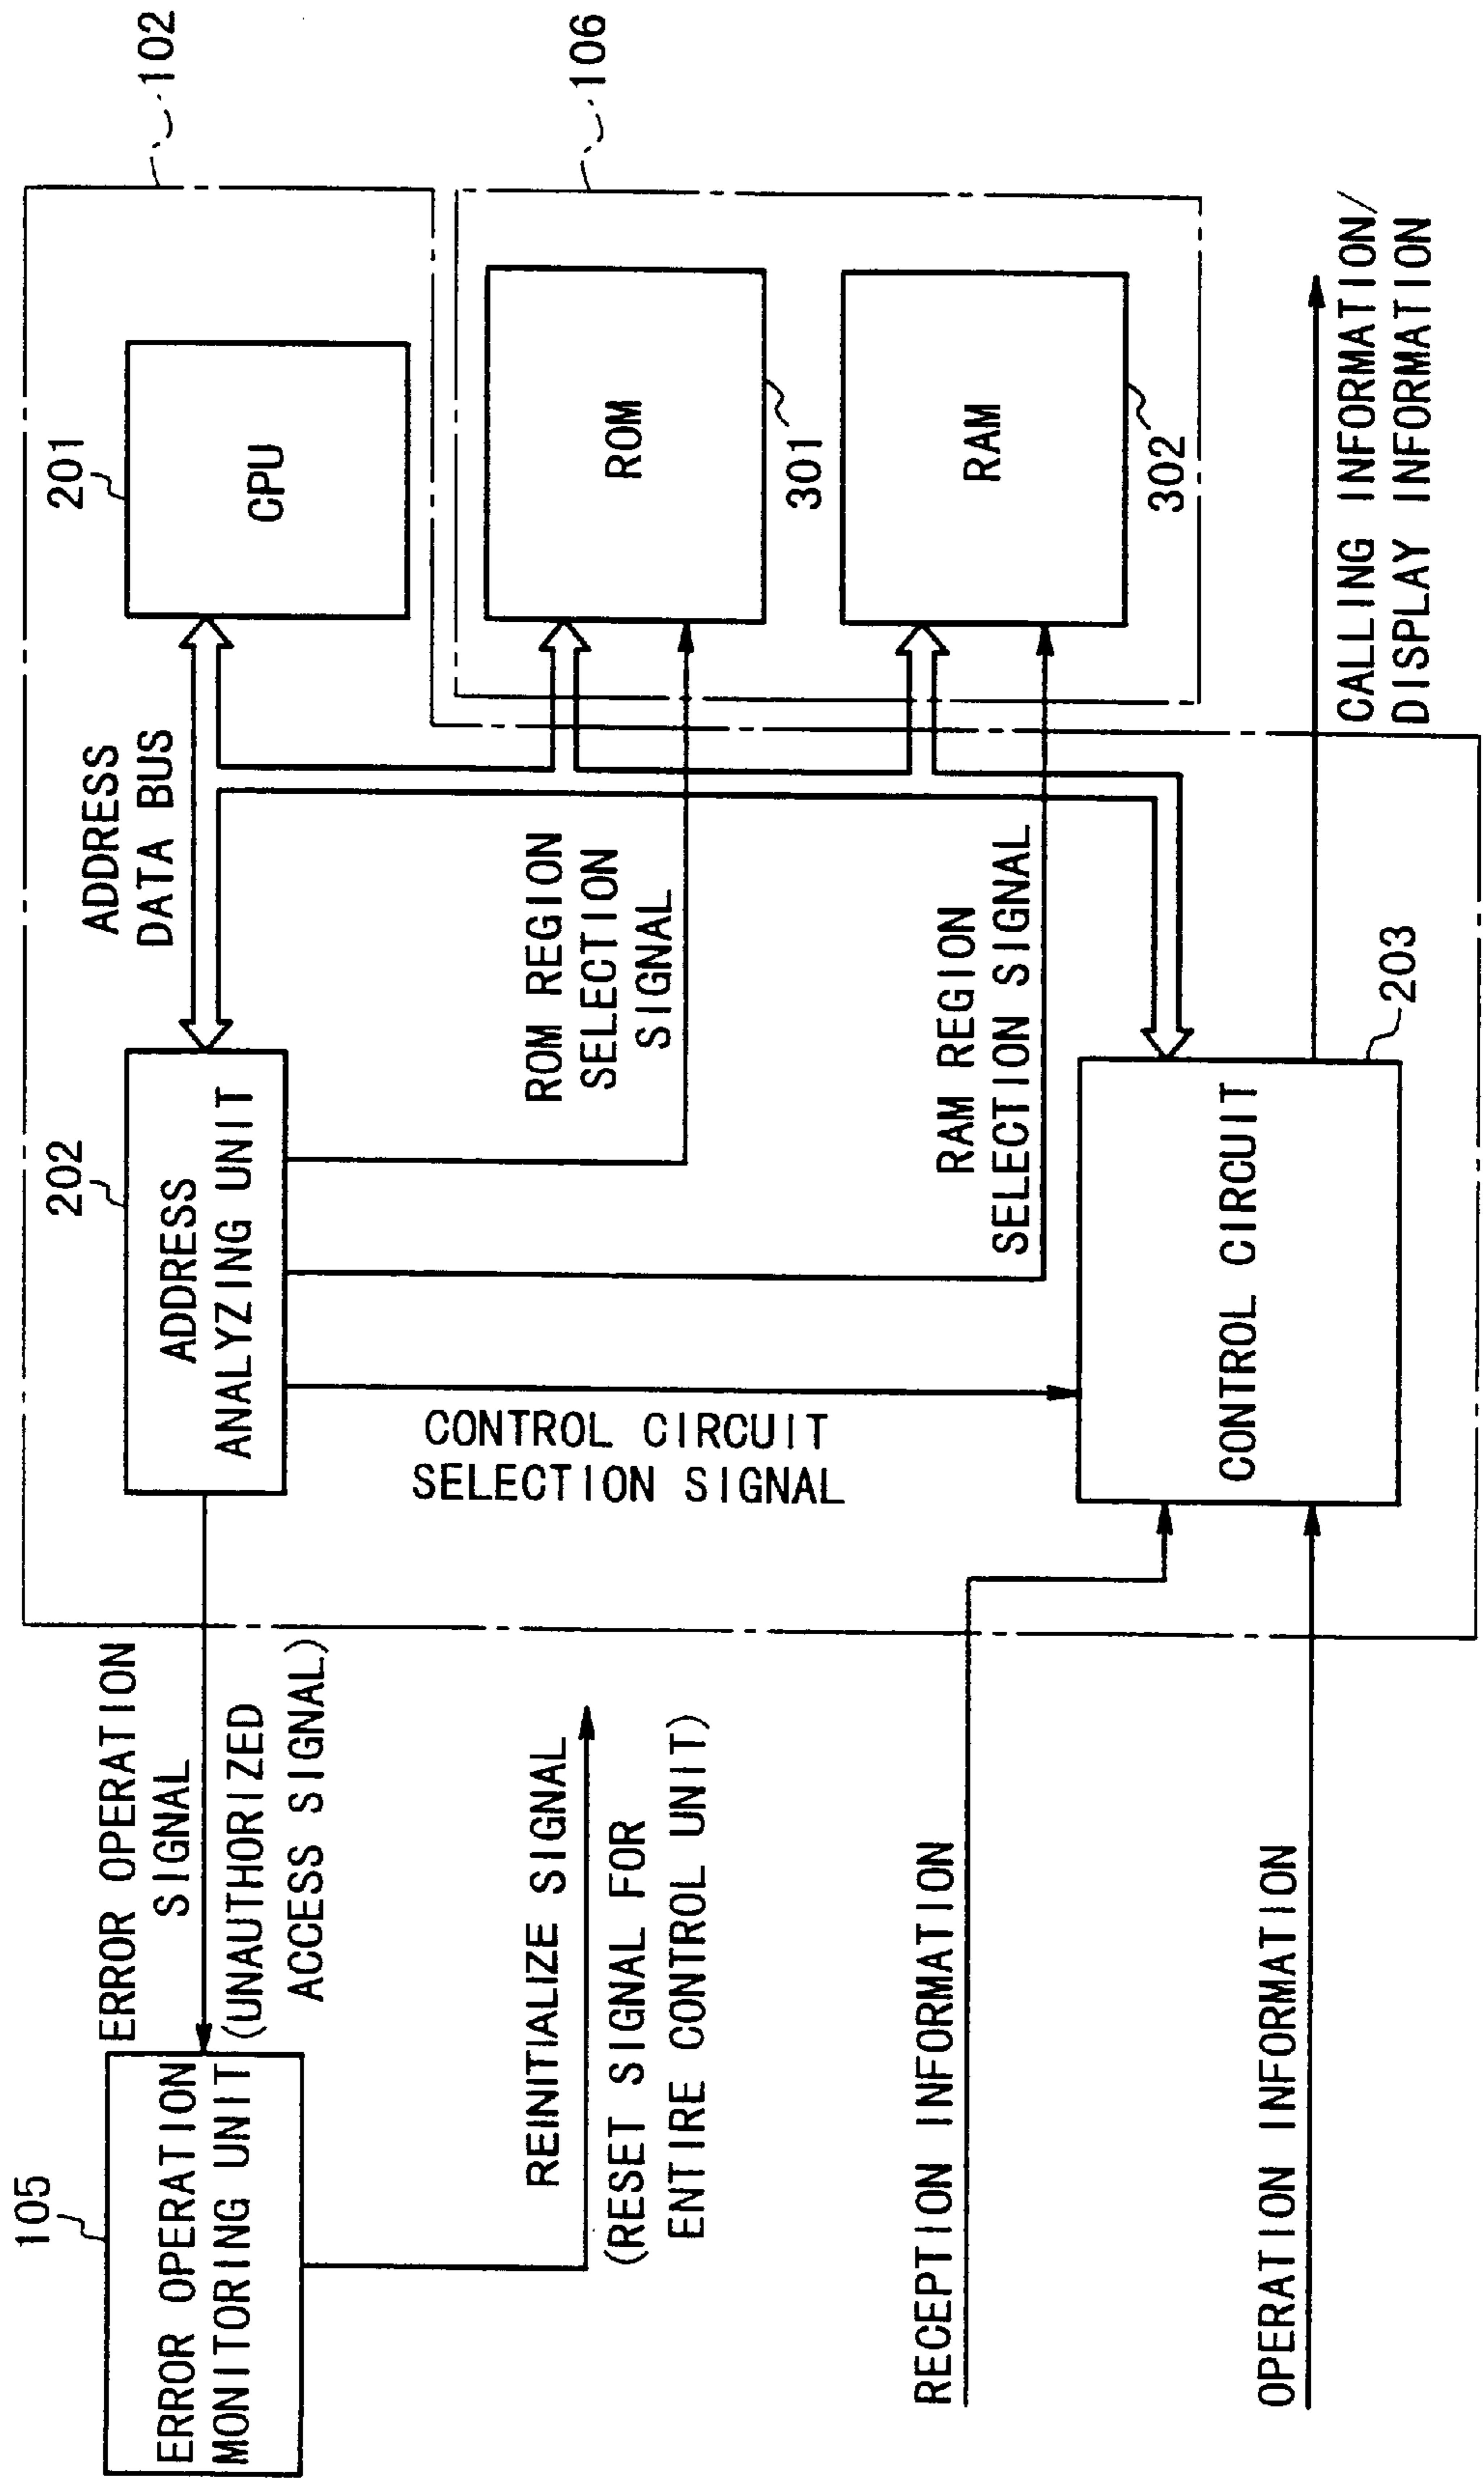 105
ERROR OPERATION
MONITORING UNIT
ERROR OPERATION
SIGNAL
(UNAUTHORIZED
ACCESS SIGNAL)
REINITIALIZE SIGNAL
(RESET SIGNAL FOR
ENTIRE CONTROL UNIT)
RECEPTION INFORMATION
OPERATION INFORMATION
202
ADDRESS
ANALYZING UNIT
CONTROL CIRCUIT
SELECTION SIGNAL
ADDRESS
DATA BUS
ROM REGION
SELECTION
SIGNAL
RAM REGION
SELECTION SIGNAL
CONTROL CIRCUIT
203
201
CPU
102
106
ROM
301
RAM
302
CALLING INFORMATION/
DISPLAY INFORMATION